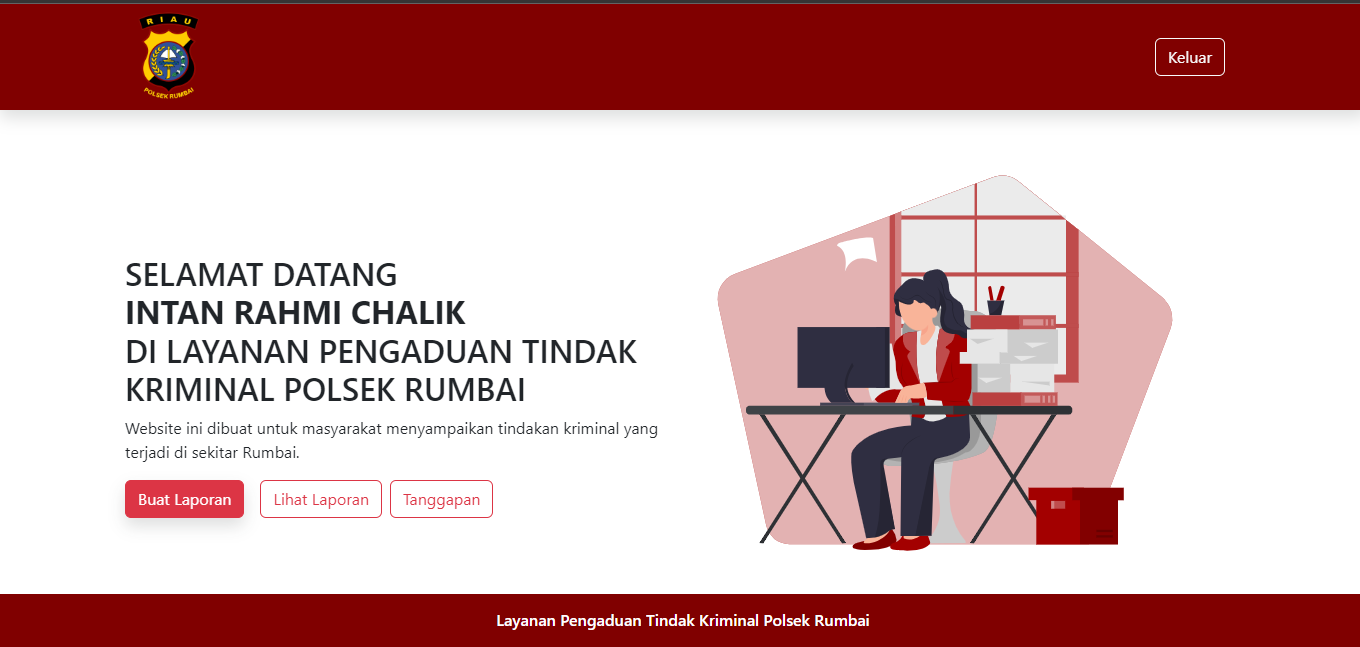 RIAU
POLSEK RUMBAI
Keluar
SELAMAT DATANG
INTAN RAHMI CHALIK
DI LAYANAN PENGADUAN TINDAK
KRIMINAL POLSEK RUMBAI
Website ini dibuat untuk masyarakat menyampaikan tindakan kriminal yang
terjadi di sekitar Rumbai.
Buat Laporan Lihat Laporan Tanggapan
Layanan Pengaduan Tindak Kriminal Polsek Rumbai